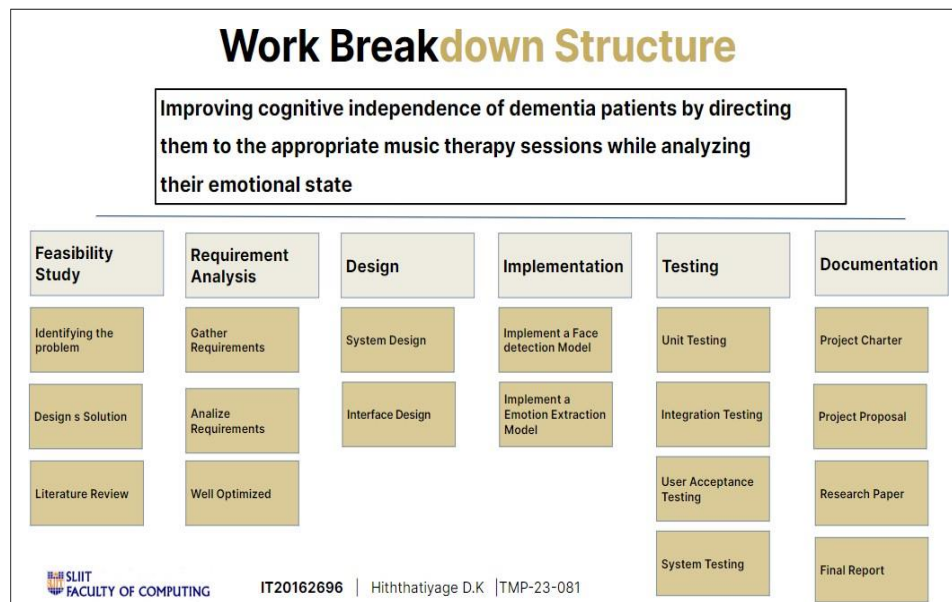 Work Breakdown Structure
Improving cognitive independence of dementia patients by directing
them to the appropriate music therapy sessions while analyzing
their emotional state
Feasibility
Study
Identifying the
problem
Design s Solution
Literature Review
Requirement
Analysis
Gather
Requirements
Analize
Requirements
Well Optimized
Design
System Design
Interface Design
Implementation
Implement a Face
detection Model
Implement a
Emotion Extraction
Model
Testing
Unit Testing
Integration Testing
User Acceptance
Testing
System Testing
Documentation
Project Charter
Project Proposal
Research Paper
Final Report
SLIIT
FACULTY OF COMPUTING
IT20162696 | Hiththatiyage D.K |TMP-23-081